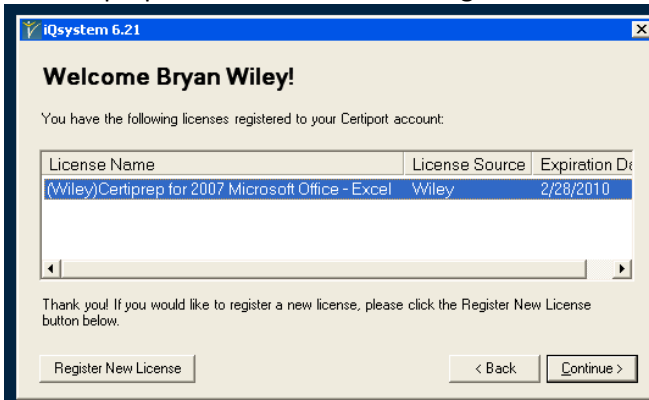 iQsystem 6.21
Welcome Bryan Wiley!
You have the following licenses registered to your Certiport account:
License Name License Source Expiration Da
(Wiley)Certiprep for 2007 Microsoft Office - Excel Wiley 2/28/2010
Thank you! If you would like to register a new license, please click the Register New License
button below.
Register New License < Back Continue >